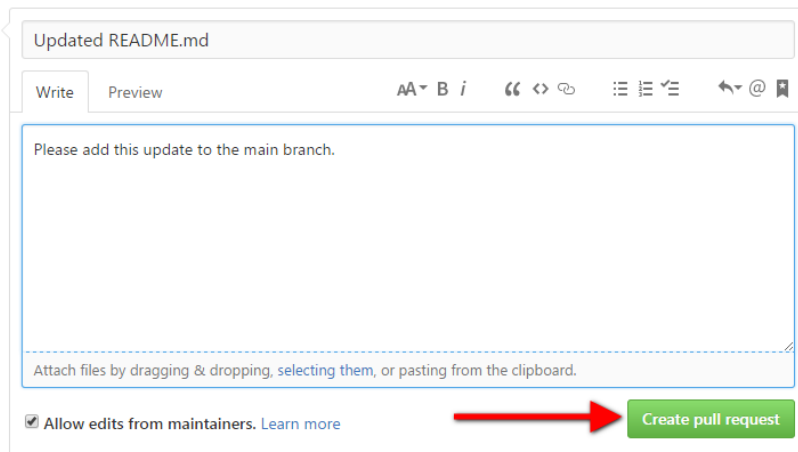 Updated README.md
Write Preview AA B i “ <> @
Please add this update to the main branch.
Attach files by dragging & dropping, selecting them, or pasting from the clipboard.
Allow edits from maintainers. Learn more Create pull request